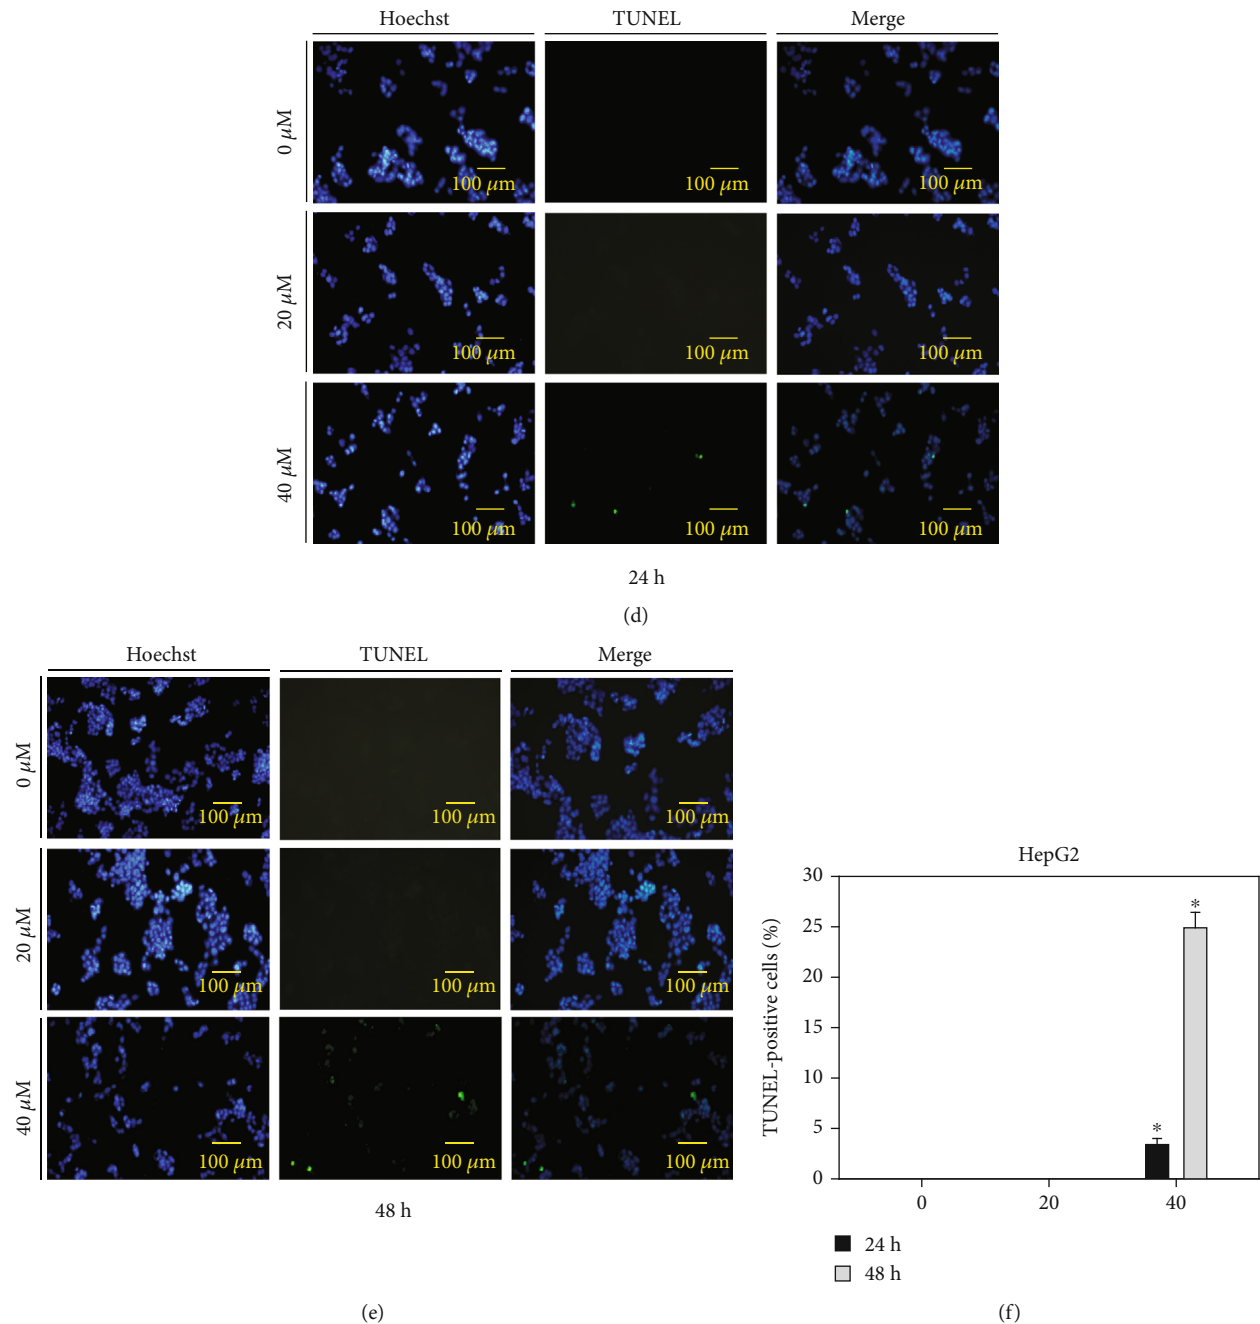 Hoechst TUNEL Merge
0 µM
100 µm 100 µm 100 µm
20 µM
100 µm 100 µm 100 µm
40 µM
100 µm 100 µm 100 µm
24 h
(d)
Hoechst TUNEL Merge
0 µM
100 µm 100 µm 100 µm
20 µM
100 µm 100 µm 100 µm
40 µM
100 µm 100 µm 100 µm
48 h
(e)
HepG2
TUNEL-positive cells (%)
30
25
20
15
10
5
0
*
*
0 20 40
24 h
48 h
(f)